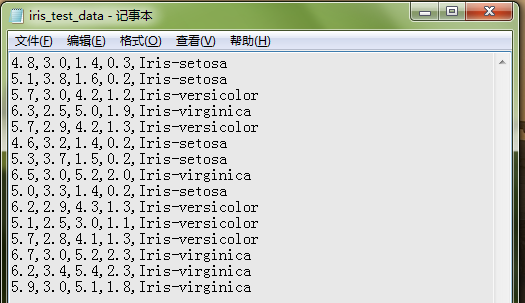 iris_test_data - 记事本
文件(F) 编辑(E) 格式(O) 查看(V) 帮助(H)
4.8,3.0,1.4,0.3,Iris-setosa
5.1,3.8,1.6,0.2,Iris-setosa
5.7,3.0,4.2,1.2,Iris-versicolor
6.3,2.5,5.0,1.9,Iris-virginica
5.7,2.9,4.2,1.3,Iris-versicolor
4.6,3.2,1.4,0.2,Iris-setosa
5.3,3.7,1.5,0.2,Iris-setosa
6.5,3.0,5.2,2.0,Iris-virginica
5.0,3.3,1.4,0.2,Iris-setosa
6.2,2.9,4.3,1.3,Iris-versicolor
5.1,2.5,3.0,1.1,Iris-versicolor
5.7,2.8,4.1,1.3,Iris-versicolor
6.7,3.0,5.2,2.3,Iris-virginica
6.2,3.4,5.4,2.3,Iris-virginica
5.9,3.0,5.1,1.8,Iris-virginica